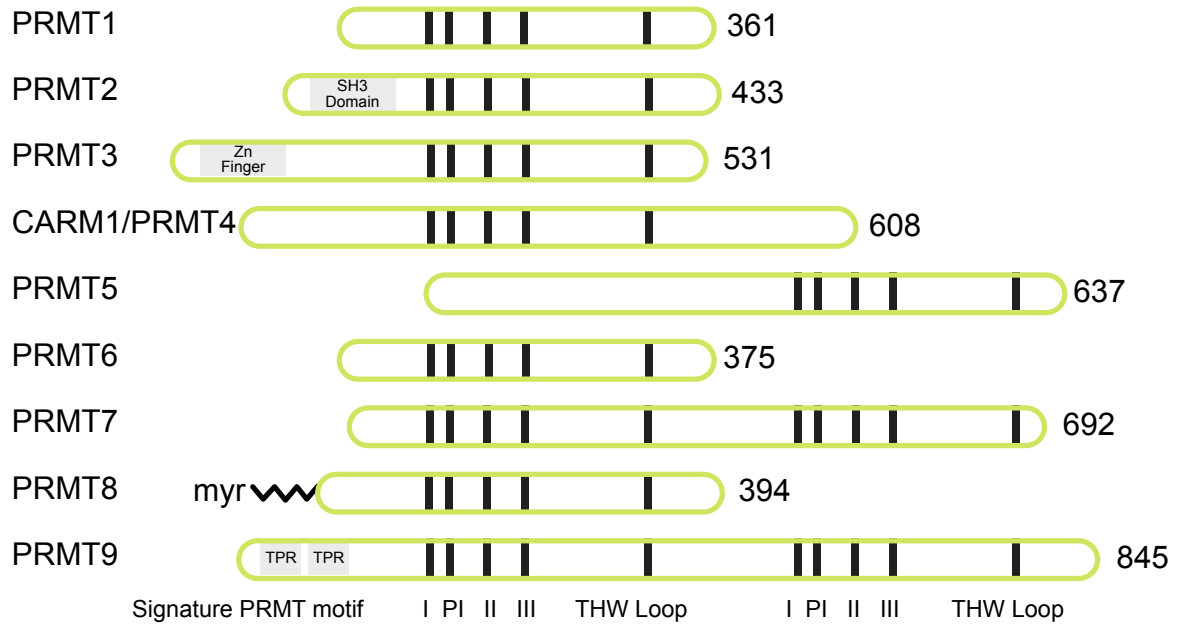 PRMT1 361
PRMT2 SH3 Domain 433
PRMT3 Zn Finger 531
CARM1/PRMT4 608
PRMT5 637
PRMT6 375
PRMT7 692
PRMT8 myr 394
PRMT9 TPR TPR 845
Signature PRMT motif I PI II III THW Loop I PI II III THW Loop